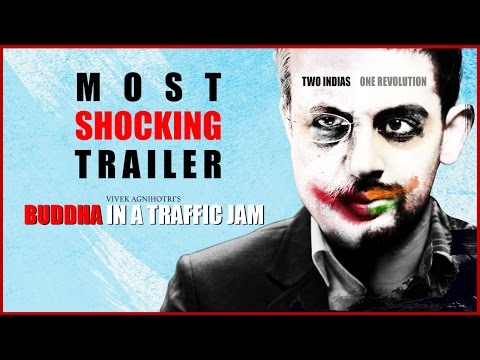 MOST
SHOCKING
TRAILER
VIVEK AGNIHOTRI'S
BUDDHA IN A TRAFFIC JAM
TWO INDIAS ONE REVOLUTION